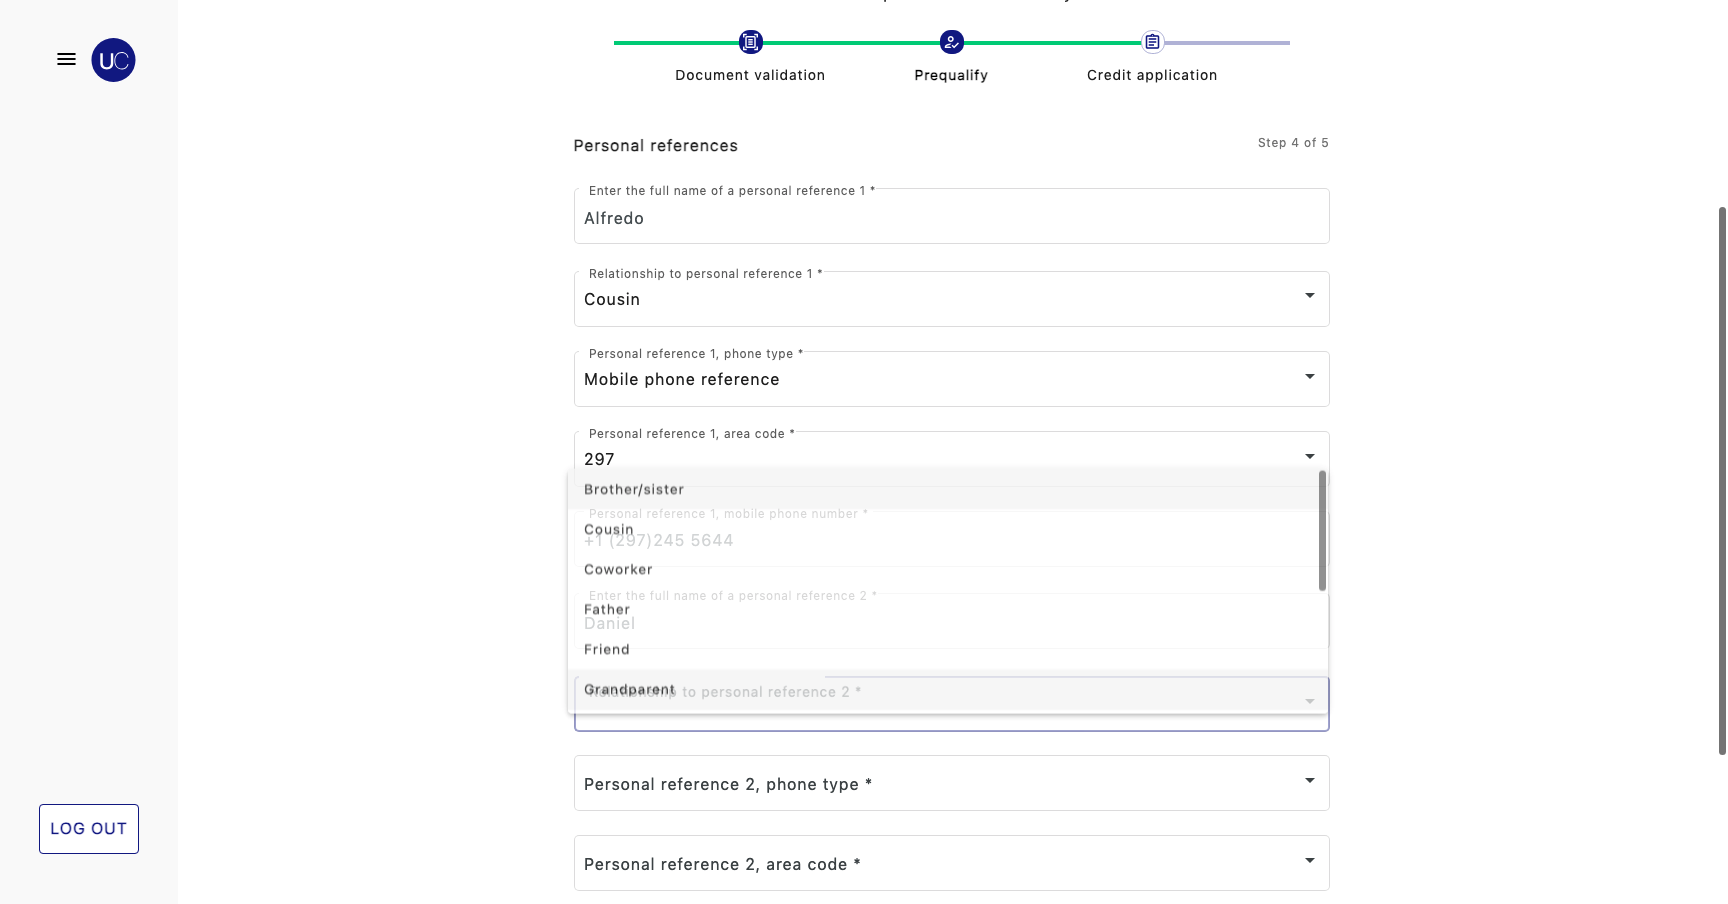 UC
Document validation
Prequalify
Credit application
Personal references
Step 4 of 5
Enter the full name of a personal reference 1 *
Alfredo
Relationship to personal reference 1 *
Cousin
Personal reference 1, phone type *
Mobile phone reference
Personal reference 1, area code *
297
Brother/sister
Personal reference 1, mobile phone number *
Cousin
+1 (297)245 5644
Coworker
Enter the full name of a personal reference 2 *
Father
Daniel
Friend
Grandparent
Relationship to personal reference 2 *
Personal reference 2, phone type *
LOG OUT
Personal reference 2, area code *